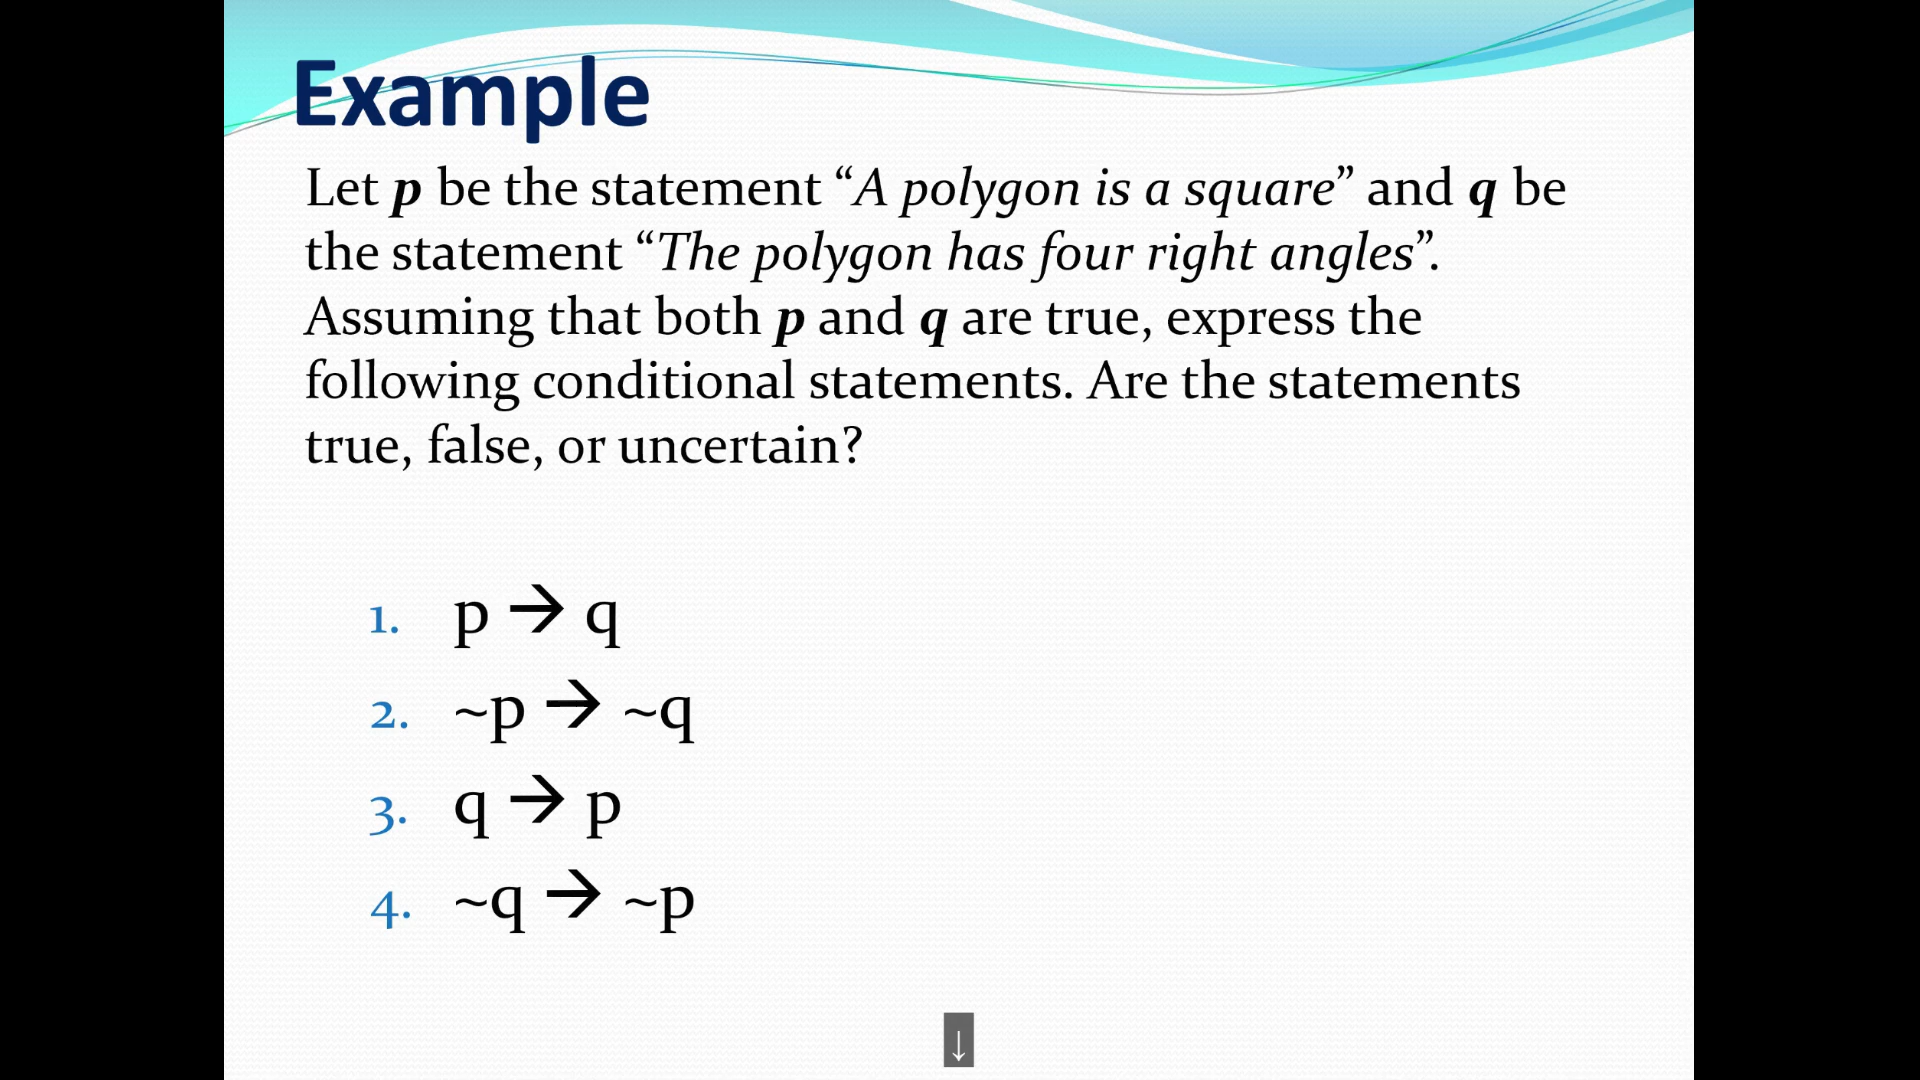 Example
Let p be the statement “A polygon is a square” and q be
the statement “The polygon has four right angles”.
Assuming that both p and q are true, express the
following conditional statements. Are the statements
true, false, or uncertain?
1. p → q
2. ~p → ~q
3. q → p
4. ~q → ~p
↓